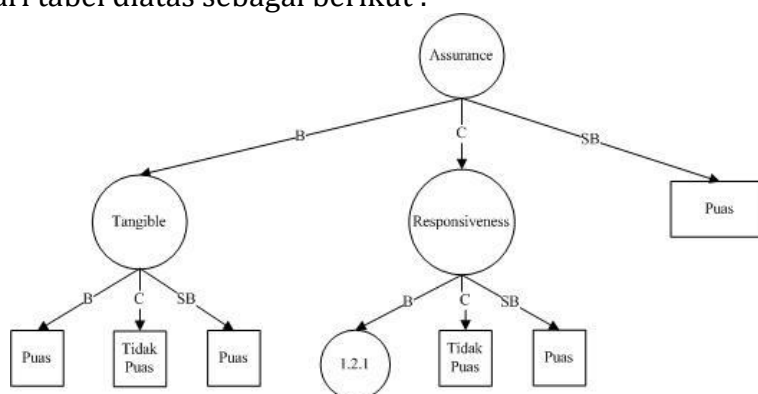 dari tabel diatas sebagai berikut :
Assurance
B
C
SB
Tangible
Responsiveness
Puas
B
C
SB
B
C
SB
Puas
Tidak
Puas
Puas
1.2.1
Tidak
Puas
Puas